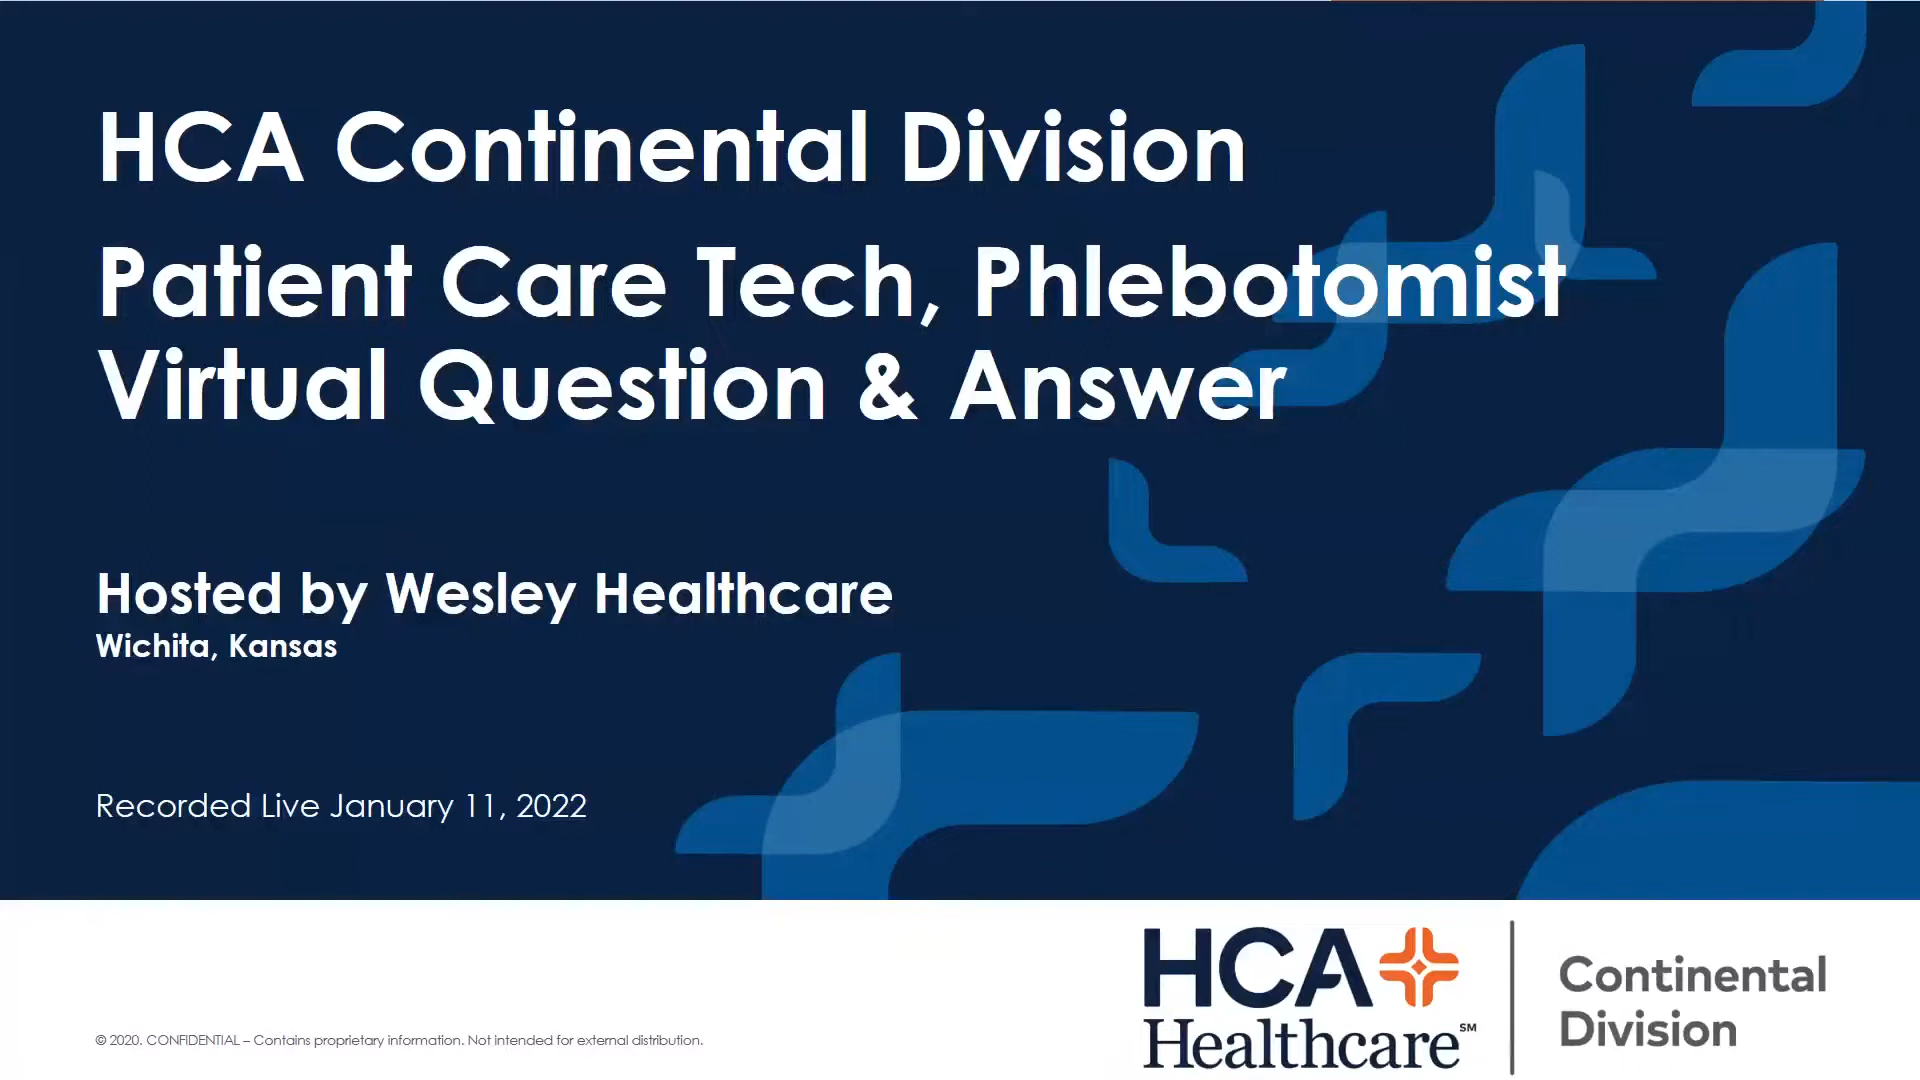 HCA Continental Division
Patient Care Tech, Phlebotomist
Virtual Question & Answer
Hosted by Wesley Healthcare
Wichita, Kansas
Recorded Live January 11, 2022
© 2020. CONFIDENTIAL – Contains proprietary information. Not intended for external distribution.
HCA
Healthcare℠
Continental
Division